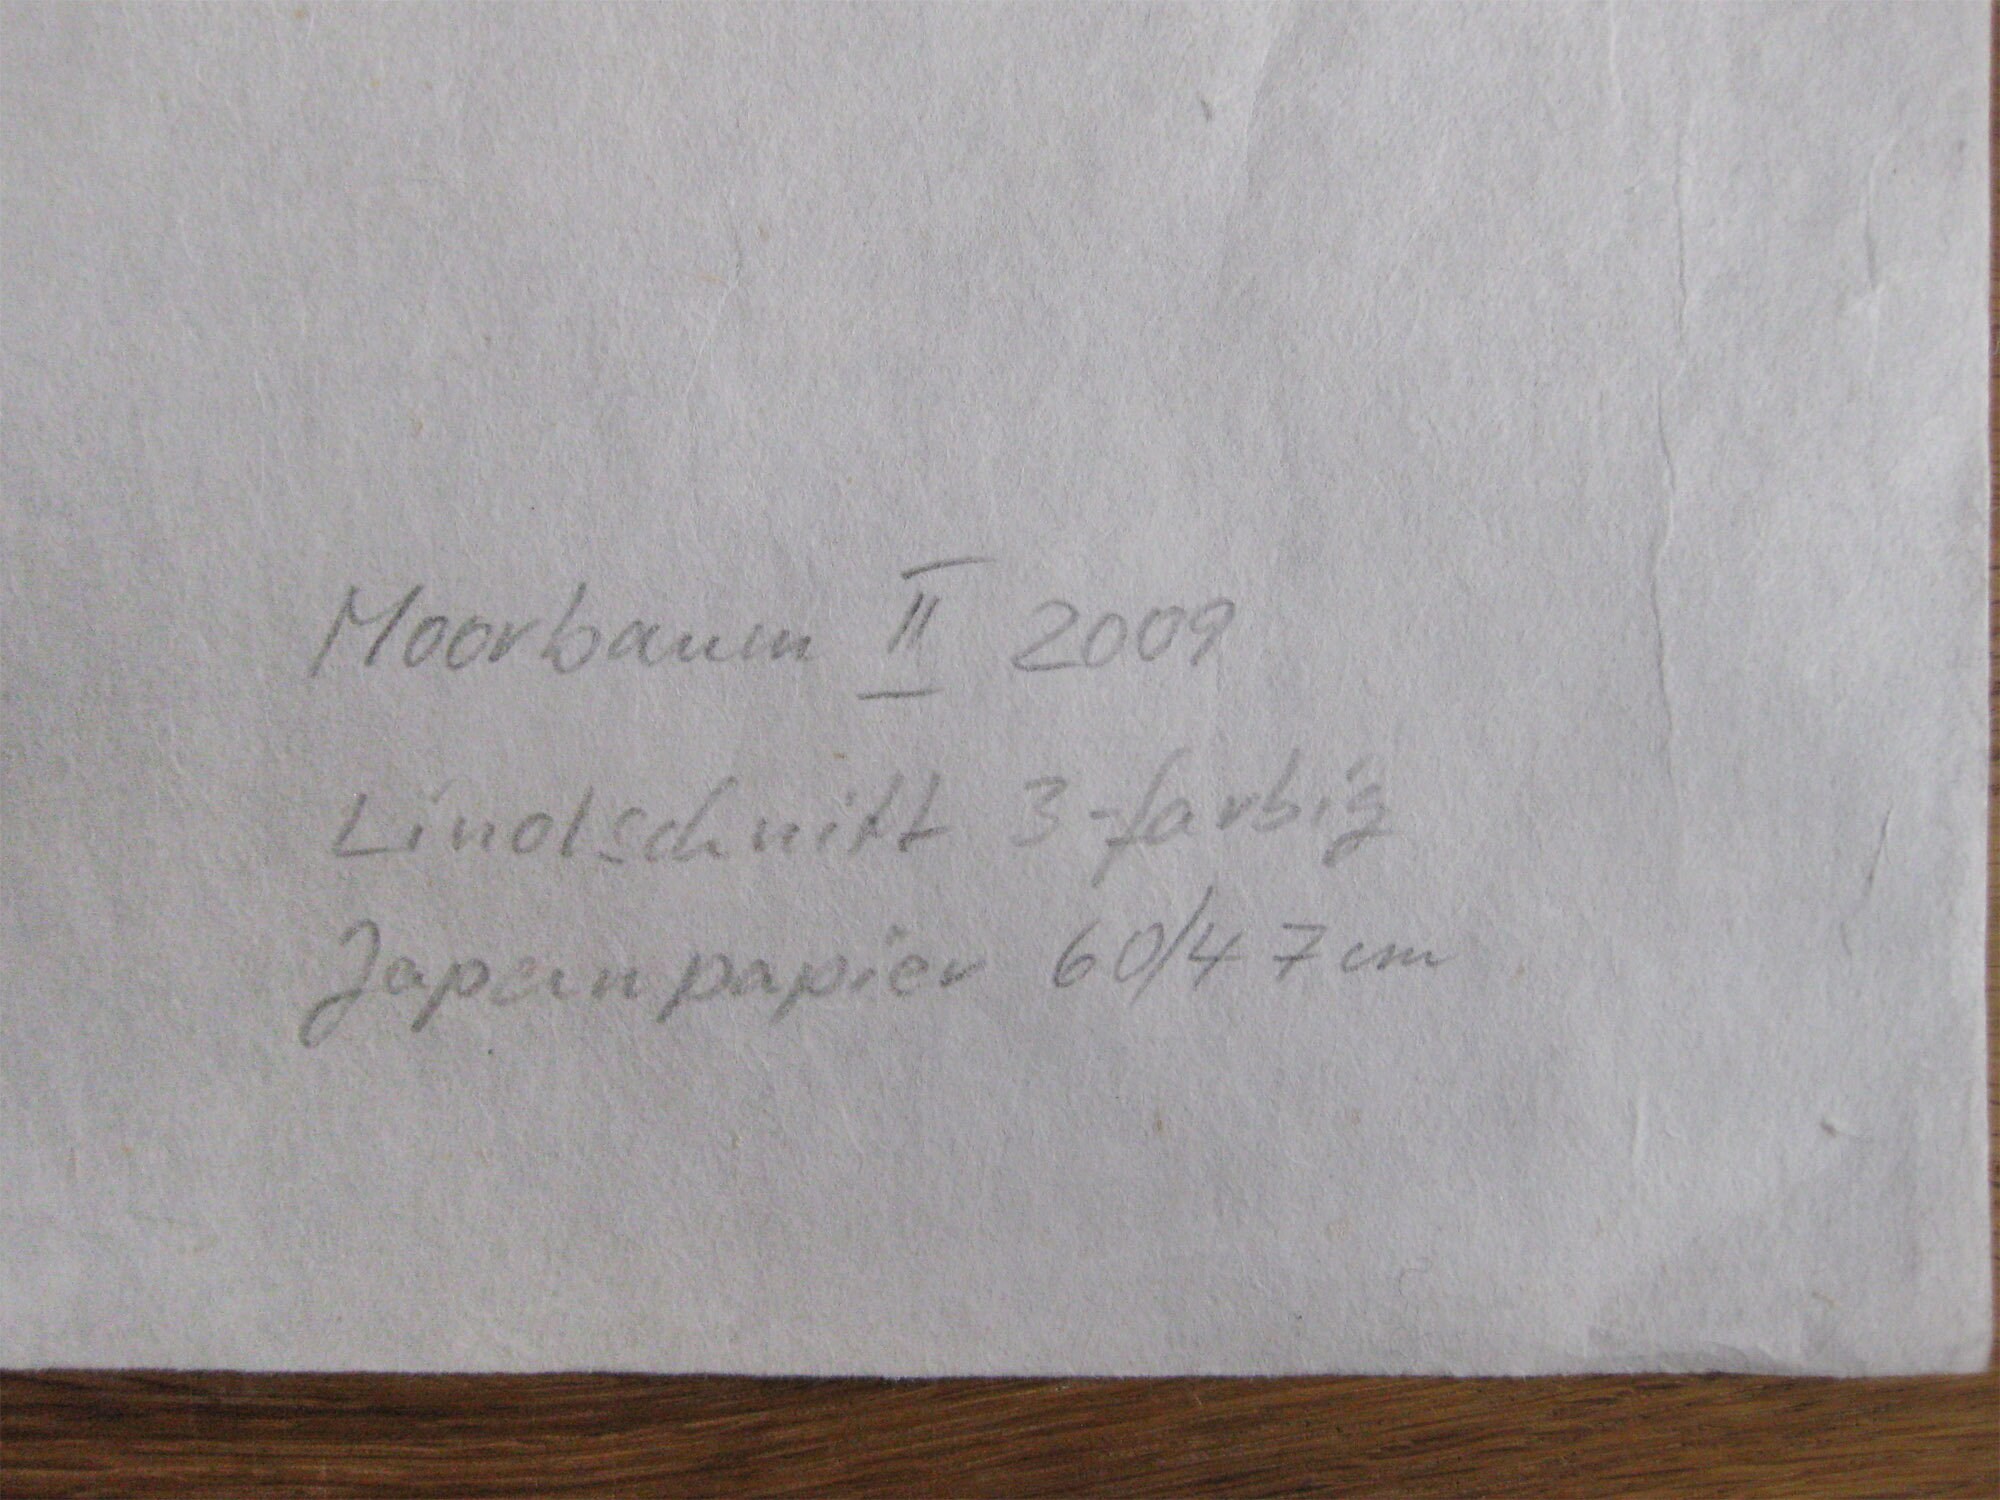 Moorbaum II 2009
Linolschnitt 3-farbig
Japanpapier 60/47cm